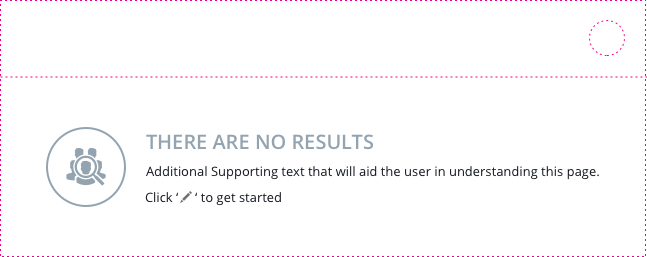 THERE ARE NO RESULTS
Additional Supporting text that will aid the user in understanding this page.
Click ‘ ‘ to get started